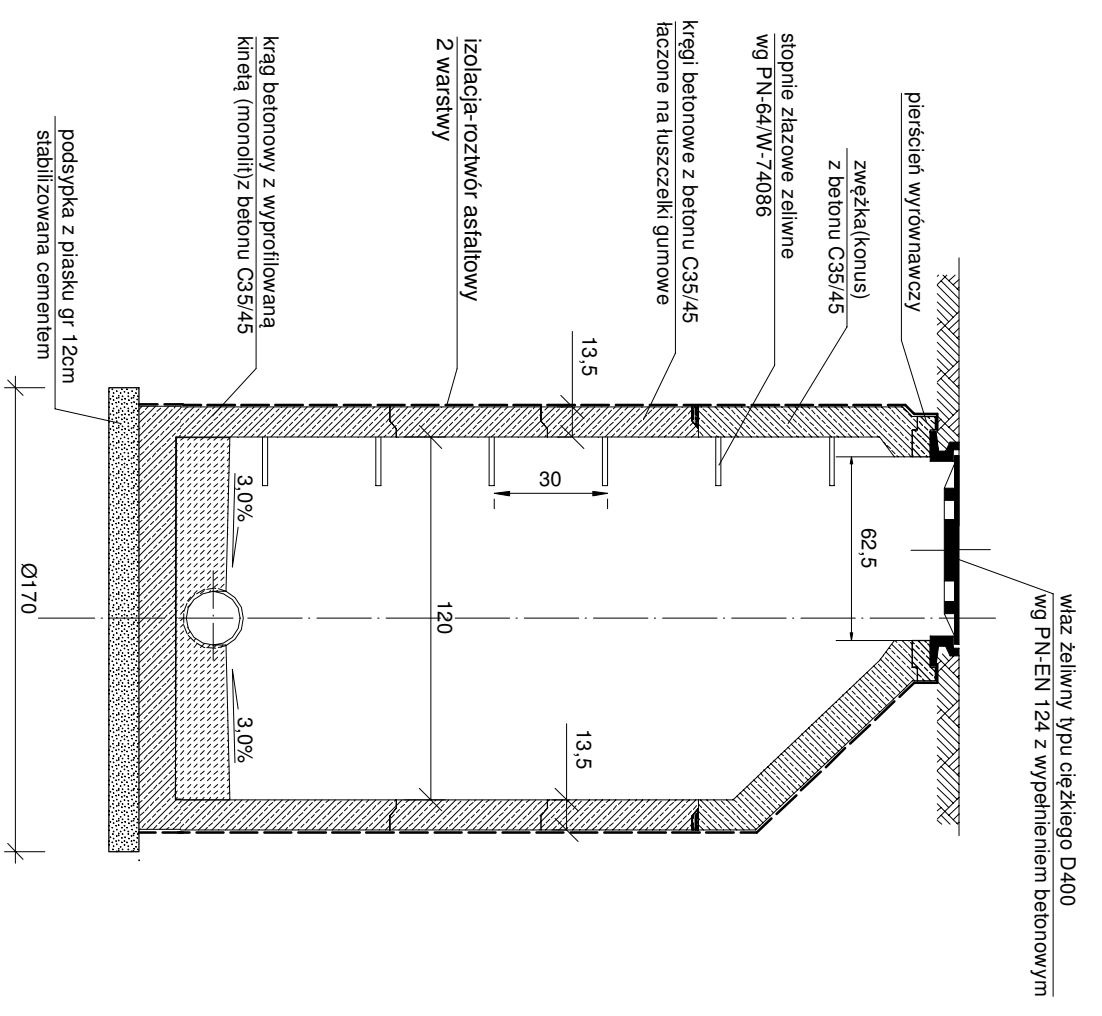 właz żeliwny typu ciężkiego D400
wg PN-EN 124 z wypełnieniem betonowym
pierścień wyrównawczy
zwężka(konus)
z betonu C35/45
stopnie złazowe zeliwne
wg PN-64/W-74086
kręgi betonowe z betonu C35/45
łaczone na łuszczelki gumowe
izolacja-roztwór asfaltowy
2 warstwy
krąg betonowy z wyprofilowaną
kinetą (monolit)z betonu C35/45
podsypka z piasku gr 12cm
stabilizowana cementem
62,5
13,5
30
120
13,5
3,0%
3,0%
Ø170